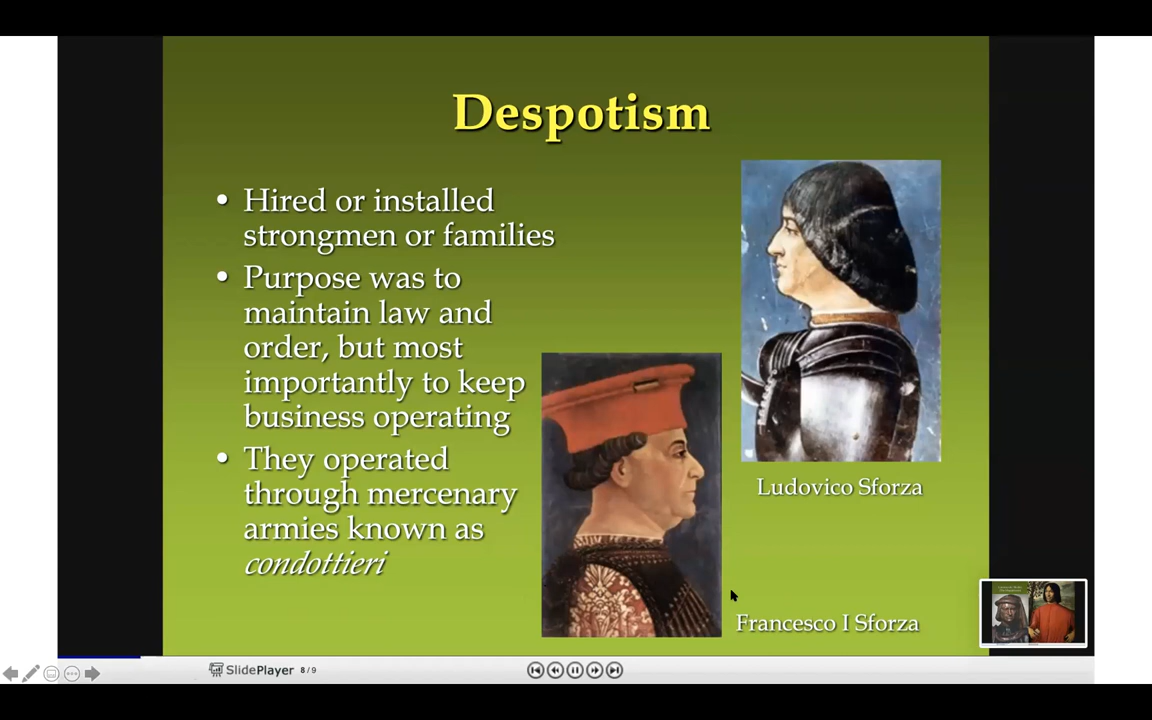 Despotism
• Hired or installed
strongmen or families
• Purpose was to
maintain law and
order, but most
importantly to keep
business operating
• They operated
through mercenary
armies known as
condottieri
Ludovico Sforza
Francesco I Sforza
SlidePlayer 8/9